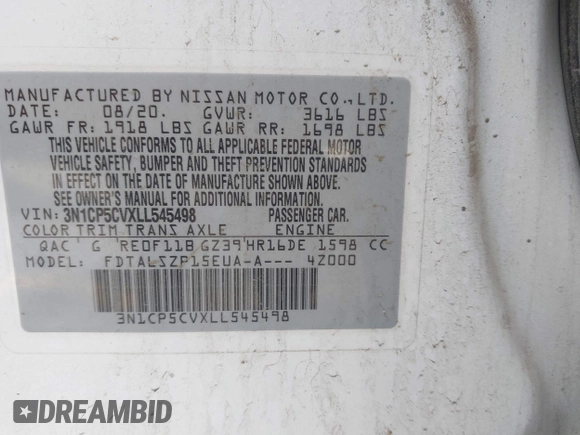 MANUFACTURED BY NISSAN MOTOR CO.,LTD.
DATE: 08/20. GVWR: 3616 LBS
GAWR FR: 1918 LBS GAWR RR: 1698 LBS
THIS VEHICLE CONFORMS TO ALL APPLICABLE FEDERAL MOTOR
VEHICLE SAFETY, BUMPER AND THEFT PREVENTION STANDARDS
IN EFFECT ON THE DATE OF MANUFACTURE SHOWN ABOVE.
SEE OWNER'S MANUAL FOR ADDITIONAL INFORMATION.
VIN: 3N1CP5CVXLL545498 PASSENGER CAR.
COLOR TRIM TRANS AXLE ENGINE
QAC G RE0F11B GZ39 HR16DE 1598 CC
MODEL: FDTALSZP15EUA-A--- 4Z000
3N1CP5CVXLL545498
DREAMBID